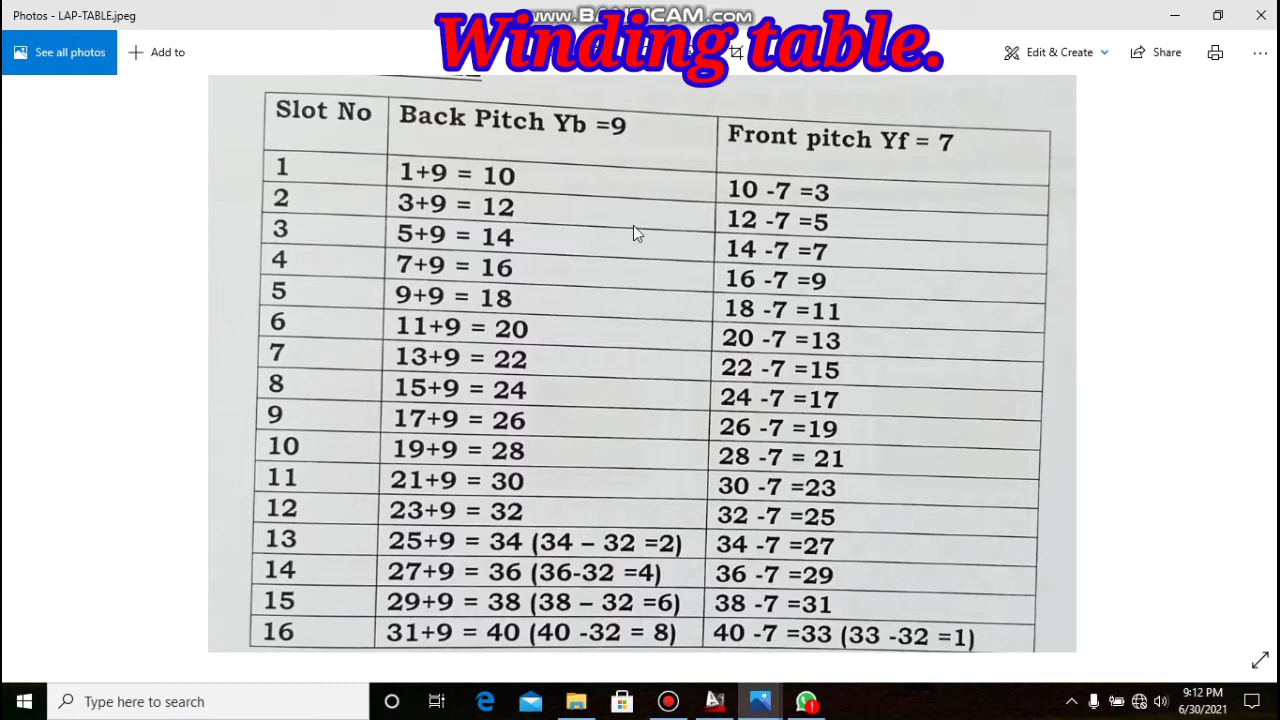 Photos - LAP-TABLE.jpeg
www.BANDICAM.com
Winding table.
See all photos
Add to
Edit & Create
Share
Slot No Back Pitch Yb =9 Front pitch Yf = 7
1 1+9 = 10 10 -7 =3
2 3+9 = 12 12 -7 =5
3 5+9 = 14 14 -7 =7
4 7+9 = 16 16 -7 =9
5 9+9 = 18 18 -7 =11
6 11+9 = 20 20 -7 =13
7 13+9 = 22 22 -7 =15
8 15+9 = 24 24 -7 =17
9 17+9 = 26 26 -7 =19
10 19+9 = 28 28 -7 = 21
11 21+9 = 30 30 -7 =23
12 23+9 = 32 32 -7 =25
13 25+9 = 34 (34 – 32 =2) 34 -7 =27
14 27+9 = 36 (36-32 =4) 36 -7 =29
15 29+9 = 38 (38 – 32 =6) 38 -7 =31
16 31+9 = 40 (40 -32 = 8) 40 -7 =33 (33 -32 =1)
Type here to search
9:12 PM
6/30/2021